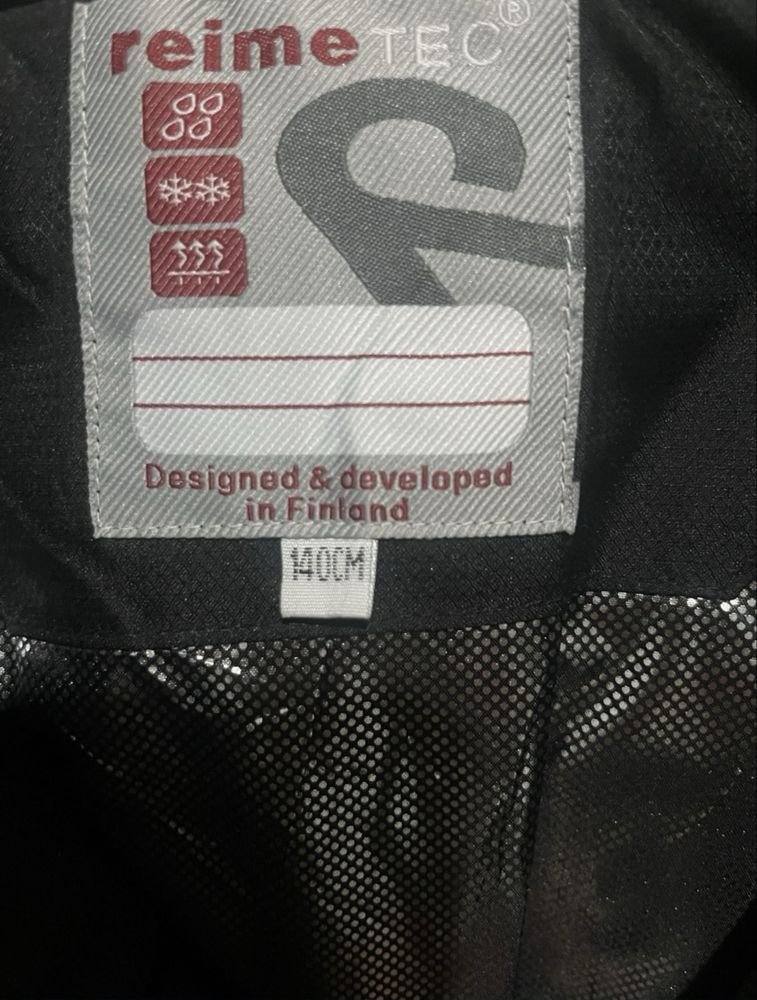 reimeTEC®
Designed & developed
in Finland
140CM